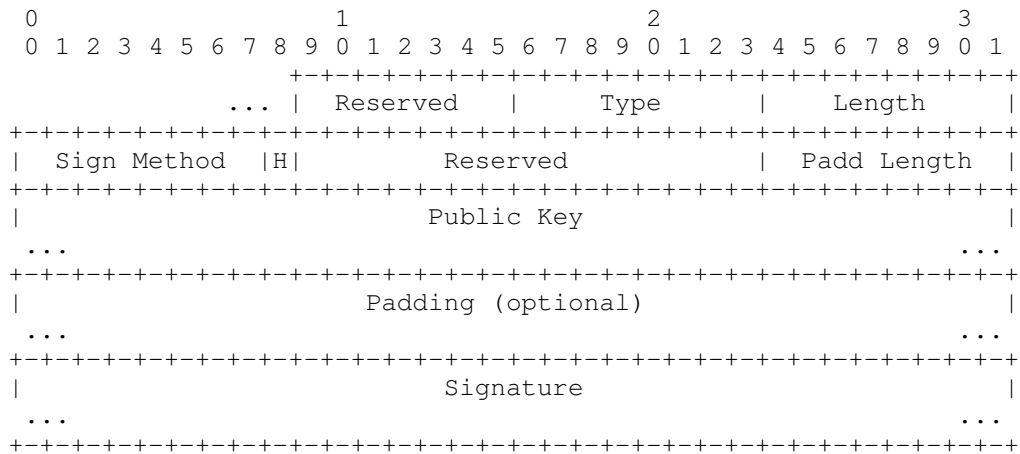 0                   1                   2                   3
 0 1 2 3 4 5 6 7 8 9 0 1 2 3 4 5 6 7 8 9 0 1 2 3 4 5 6 7 8 9 0 1
                  +-+-+-+-+-+-+-+-+-+-+-+-+-+-+-+-+-+-+-+-+-+-+-+
              ... |  Reserved   |     Type      |    Length     |
+-+-+-+-+-+-+-+-+-+-+-+-+-+-+-+-+-+-+-+-+-+-+-+-+-+-+-+-+-+-+-+-+
|  Sign Method  |H|         Reserved            |  Padd Length  |
+-+-+-+-+-+-+-+-+-+-+-+-+-+-+-+-+-+-+-+-+-+-+-+-+-+-+-+-+-+-+-+-+
|                          Public Key                           |
 ...                                                         ...
+-+-+-+-+-+-+-+-+-+-+-+-+-+-+-+-+-+-+-+-+-+-+-+-+-+-+-+-+-+-+-+-+
|                      Padding (optional)                       |
 ...                                                         ...
+-+-+-+-+-+-+-+-+-+-+-+-+-+-+-+-+-+-+-+-+-+-+-+-+-+-+-+-+-+-+-+-+
|                           Signature                           |
 ...                                                         ...
+-+-+-+-+-+-+-+-+-+-+-+-+-+-+-+-+-+-+-+-+-+-+-+-+-+-+-+-+-+-+-+-+